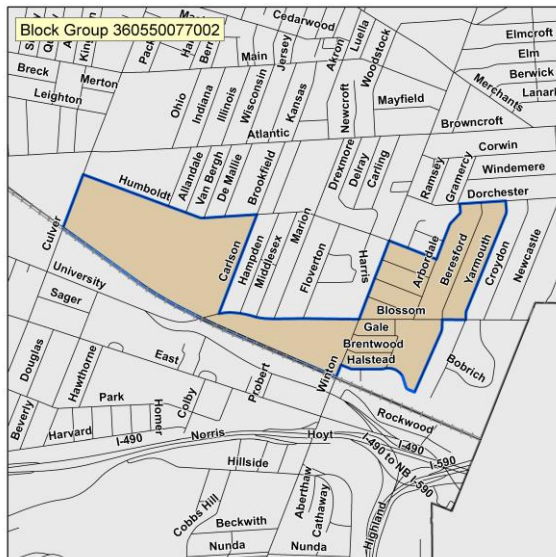 Block Group 360550077002
Cedarwood
Luella
Akron
Woodstock
Jersey
Main
Elmcroft
Elm
Berwick
Merchants
Breck
Merton
Leighton
Ohio
Indiana
Illinois
Wisconsin
Kansas
Newcroft
Mayfield
Atlantic
Browncroft
Corwin
Windemere
Dorchester
Humboldt
Allandale
Van Bergh
De Mallie
Brookfield
Drexmore
Delray
Carling
Ramsey
Gramercy
Culver
Carlson
Hampden
Middlesex
Marion
Floverton
Harris
Arbordale
Beresford
Yarmouth
Croydon
Newcastle
University
Sager
Blossom
Gale
Brentwood
Halstead
Bobrich
Douglas
Hawthorne
East
Probert
Winton
Rockwood
Beverly
Park
Harvard
Homer
Colby
I-490
Norris
Hoyt
I-490
I-590
I-490 to NB I-590
Hillside
Highland
Cobbs Hill
Aberthaw
Cathaway
Beckwith
Nunda
Nunda